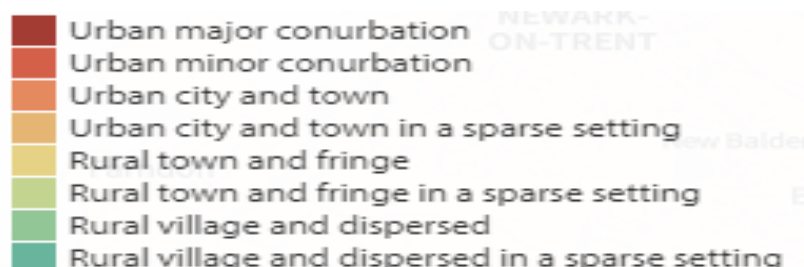 NEWARK-
ON-TRENT
Urban major conurbation
Urban minor conurbation
Urban city and town
Urban city and town in a sparse setting
New Balder
Rural town and fringe
Rural town and fringe in a sparse setting
Rural village and dispersed
Rural village and dispersed in a sparse setting